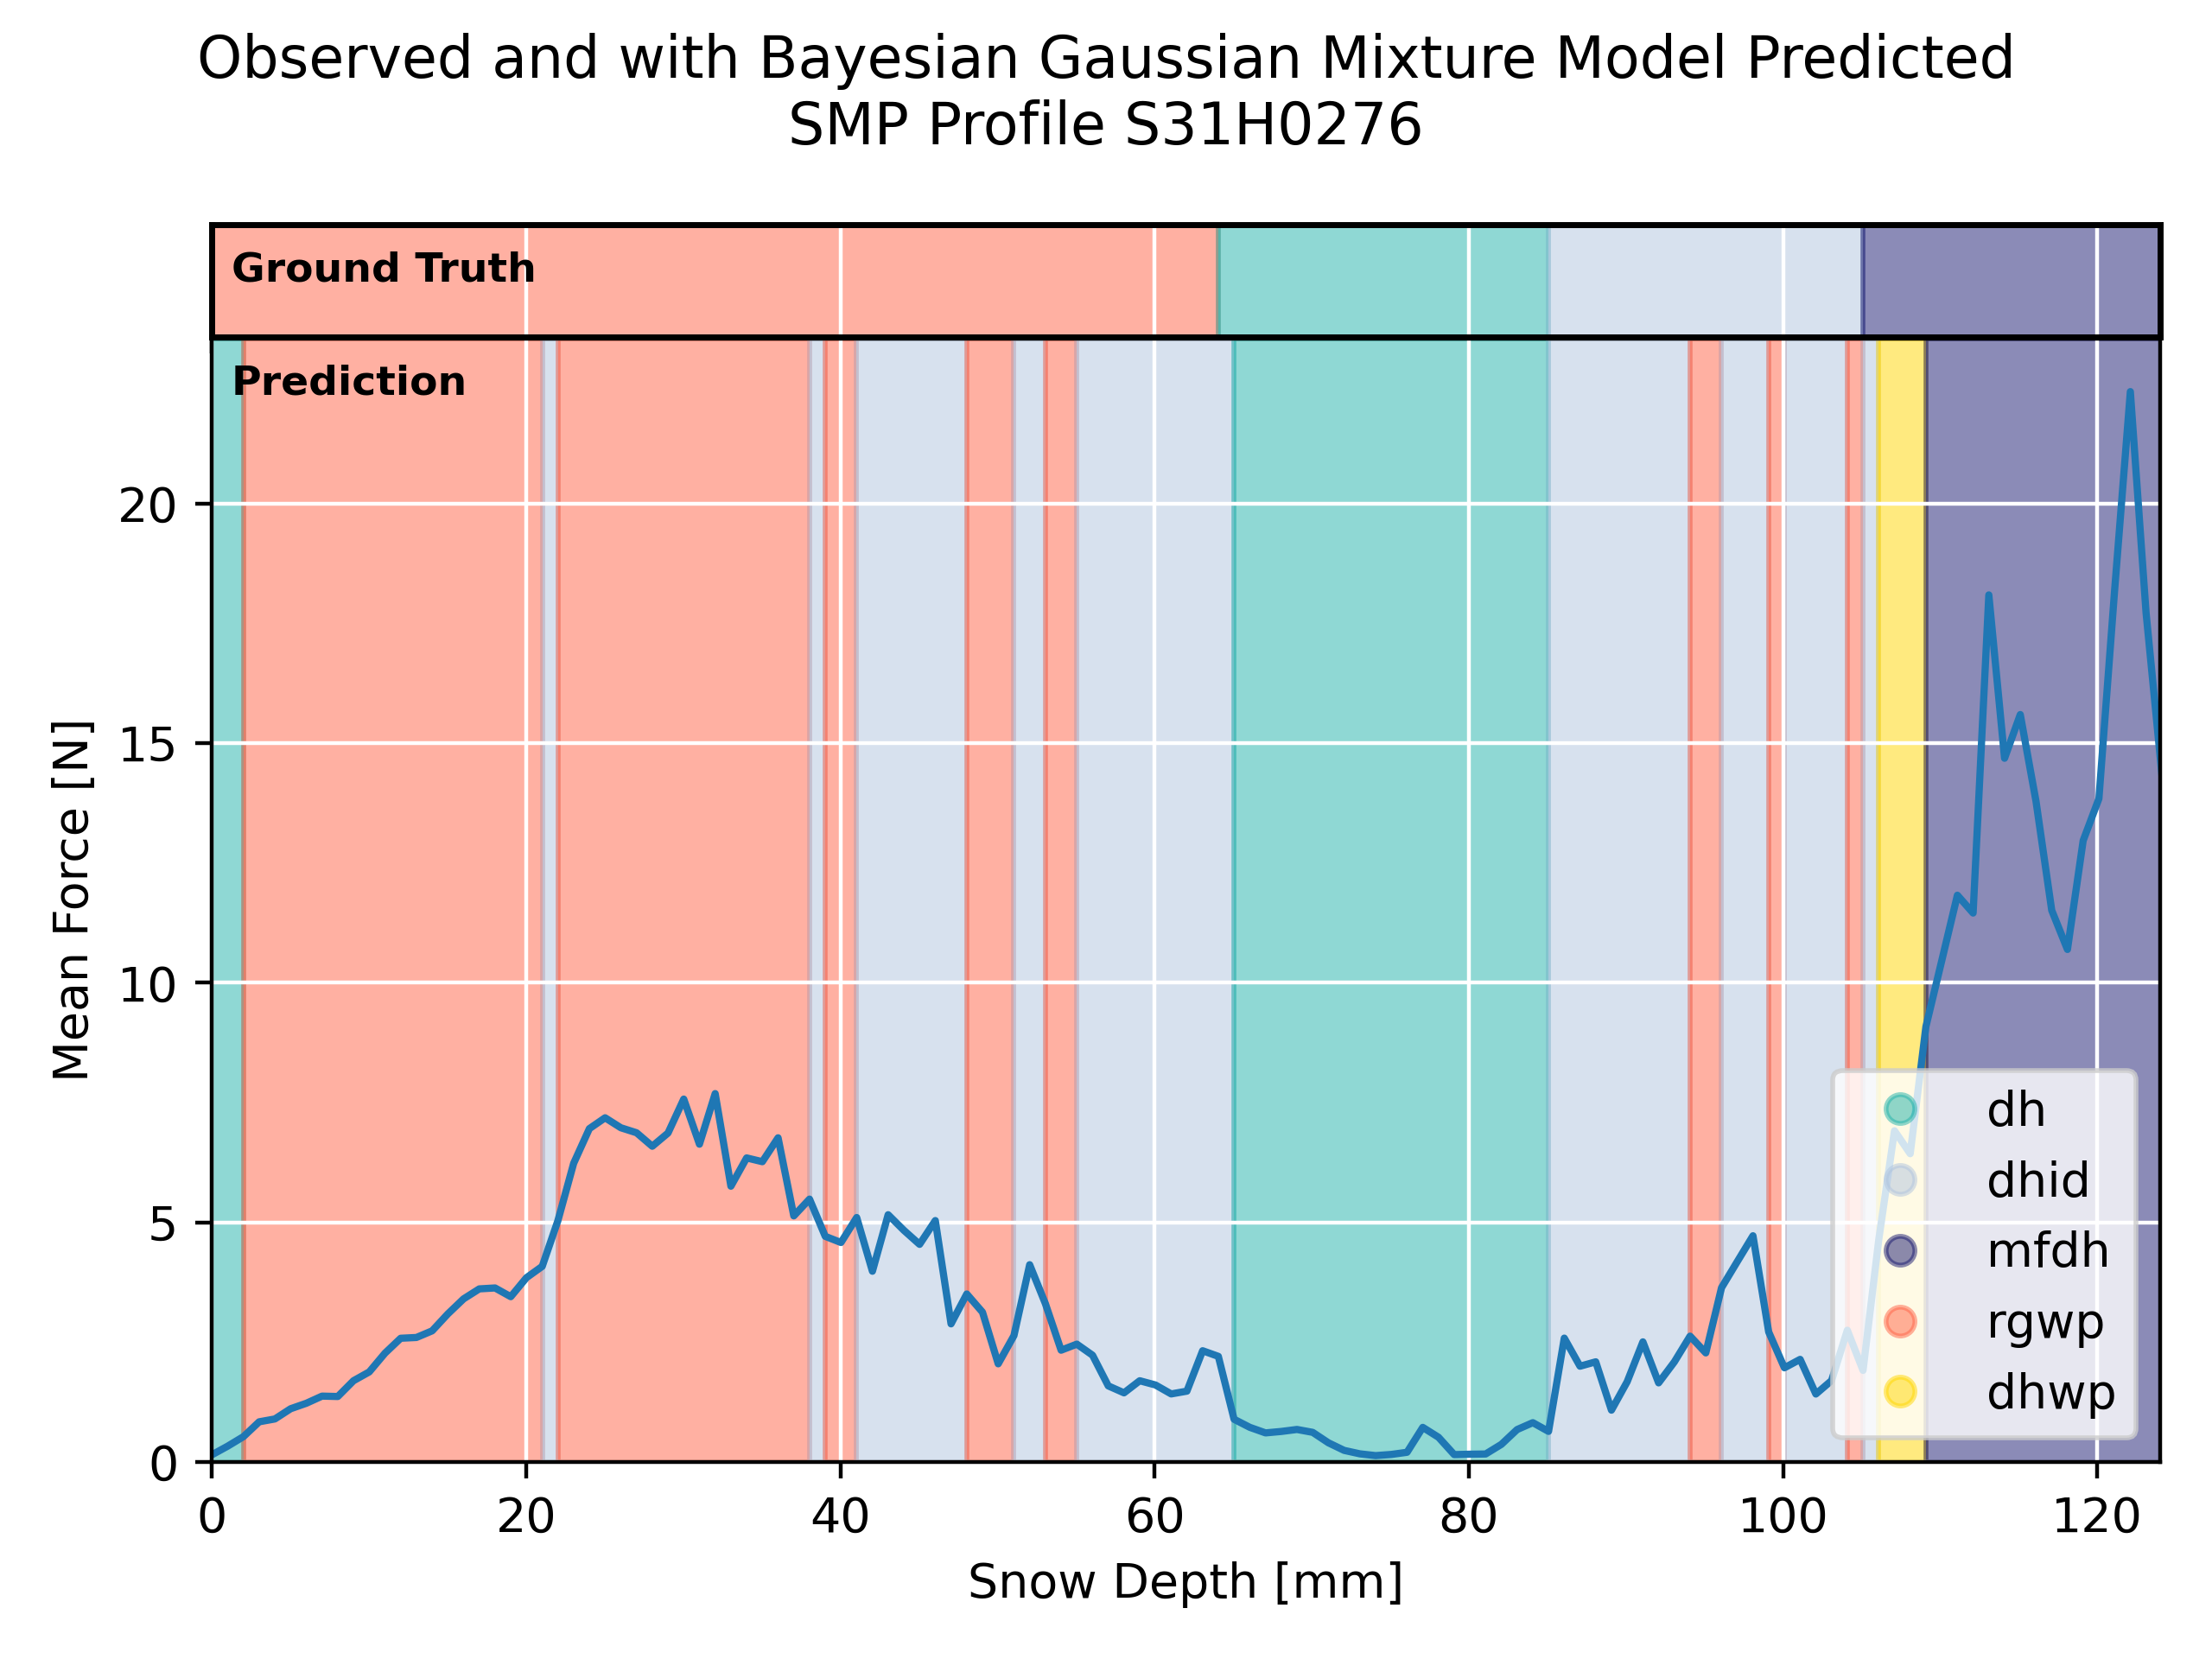 Observed and with Bayesian Gaussian Mixture Model Predicted
SMP Profile S31H0276
Ground Truth
Prediction
20
15
10
5
0
Mean Force [N]
dh
dhid
mfdh
rgwp
dhwp
0 20 40 60 80 100 120
Snow Depth [mm]